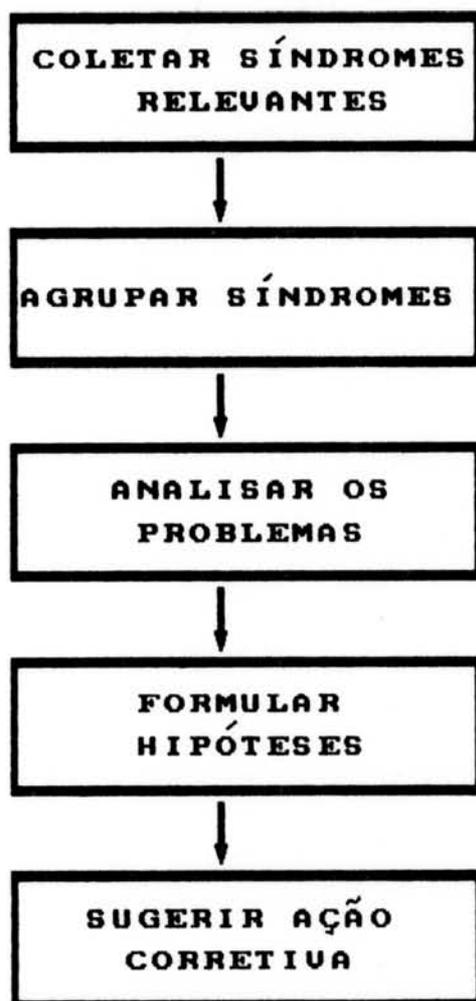 COLETAR SÍNDROMES
RELEVANTES
AGRUPAR SÍNDROMES
ANALISAR OS
PROBLEMAS
FORMULAR
HIPÓTESES
SUGERIR AÇÃO
CORRETIVA